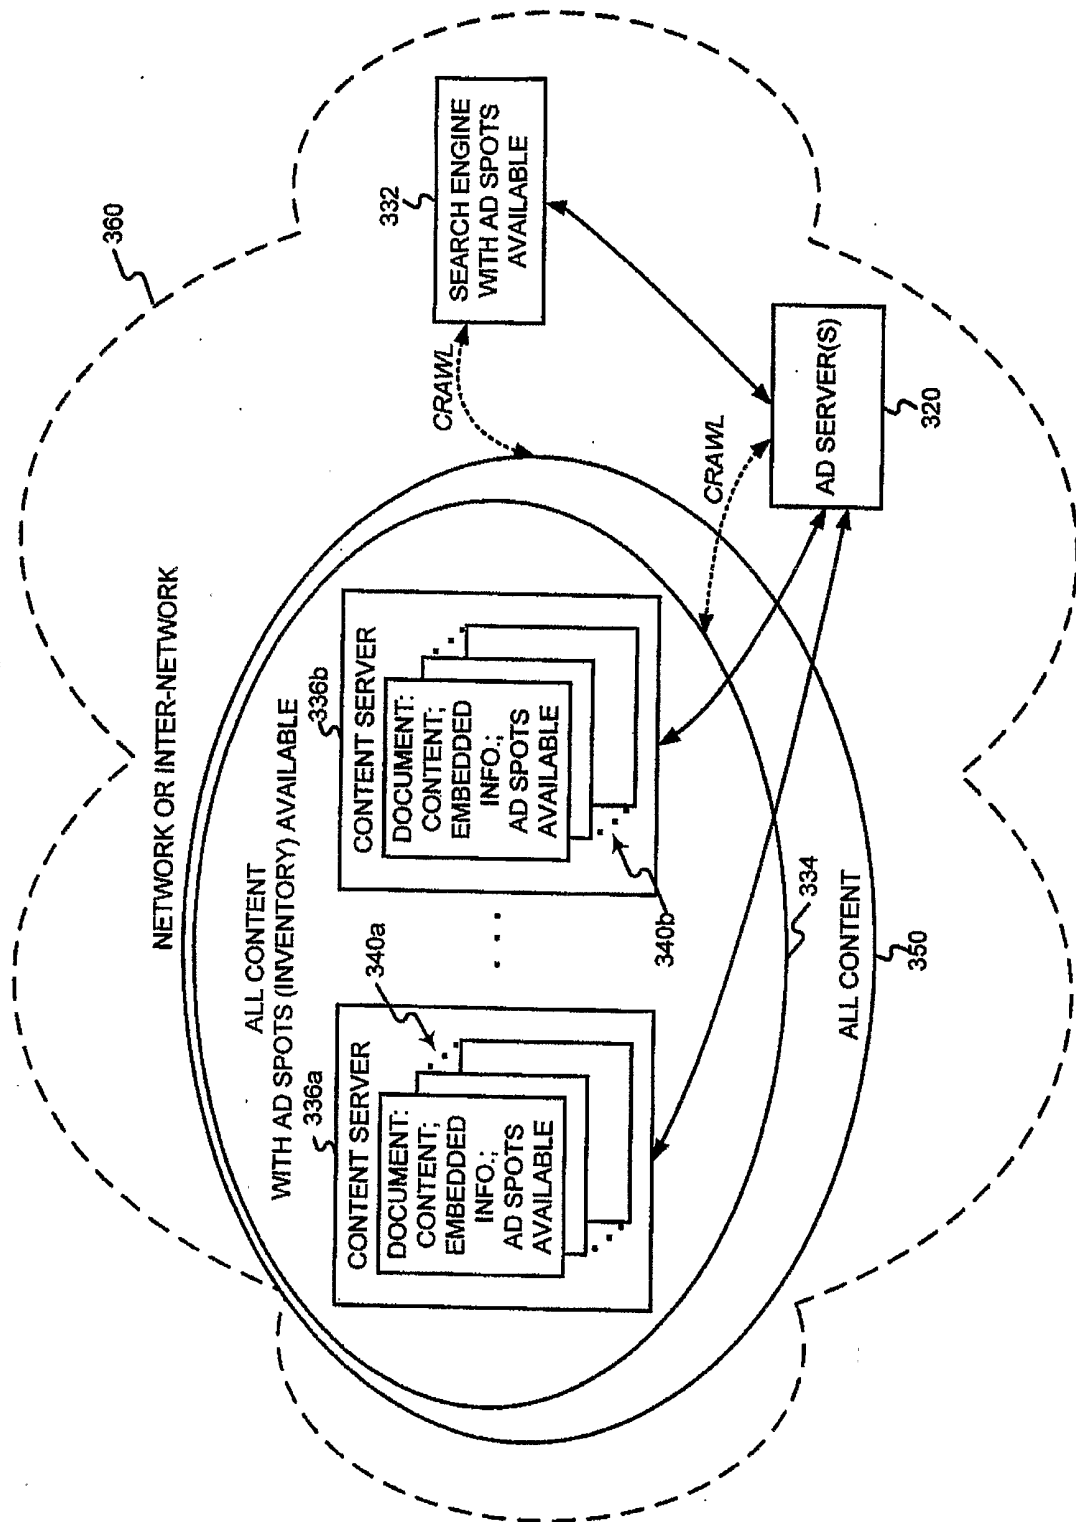 360
NETWORK OR INTER-NETWORK
ALL CONTENT
WITH AD SPOTS (INVENTORY) AVAILABLE
336a
CONTENT SERVER
DOCUMENT:
CONTENT;
EMBEDDED
INFO.;
AD SPOTS
AVAILABLE
340a
336b
CONTENT SERVER
DOCUMENT:
CONTENT;
EMBEDDED
INFO.;
AD SPOTS
AVAILABLE
340b
332
SEARCH ENGINE
WITH AD SPOTS
AVAILABLE
CRAWL
CRAWL
AD SERVER(S)
320
334
ALL CONTENT
350